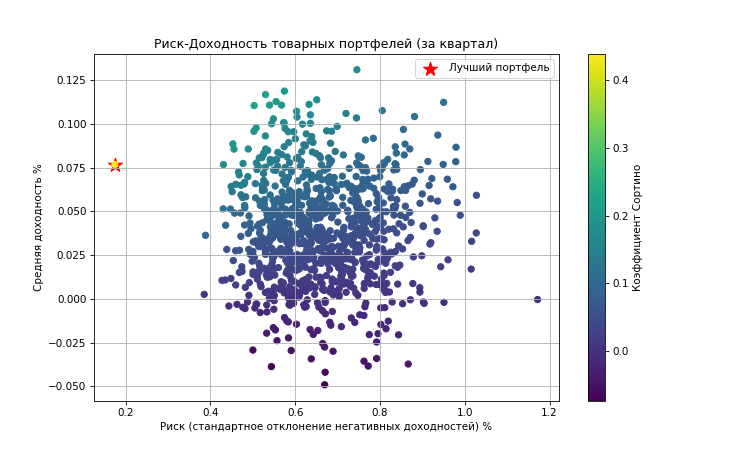 Риск-Доходность товарных портфелей (за квартал)
Лучший портфель
Средняя доходность %
0.125
0.100
0.075
0.050
0.025
0.000
−0.025
−0.050
0.2 0.4 0.6 0.8 1.0 1.2
Риск (стандартное отклонение негативных доходностей) %
0.4
0.3
0.2
0.1
0.0
Коэффициент Сортино